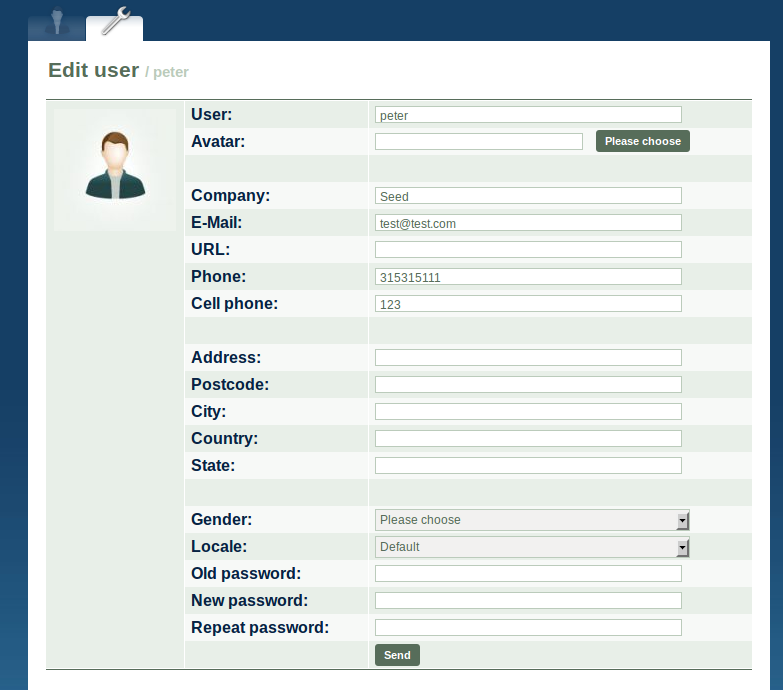 Edit user / peter
User: peter
Avatar: Please choose
Company: Seed
E-Mail: test@test.com
URL:
Phone: 315315111
Cell phone: 123
Address:
Postcode:
City:
Country:
State:
Gender: Please choose
Locale: Default
Old password:
New password:
Repeat password:
Send